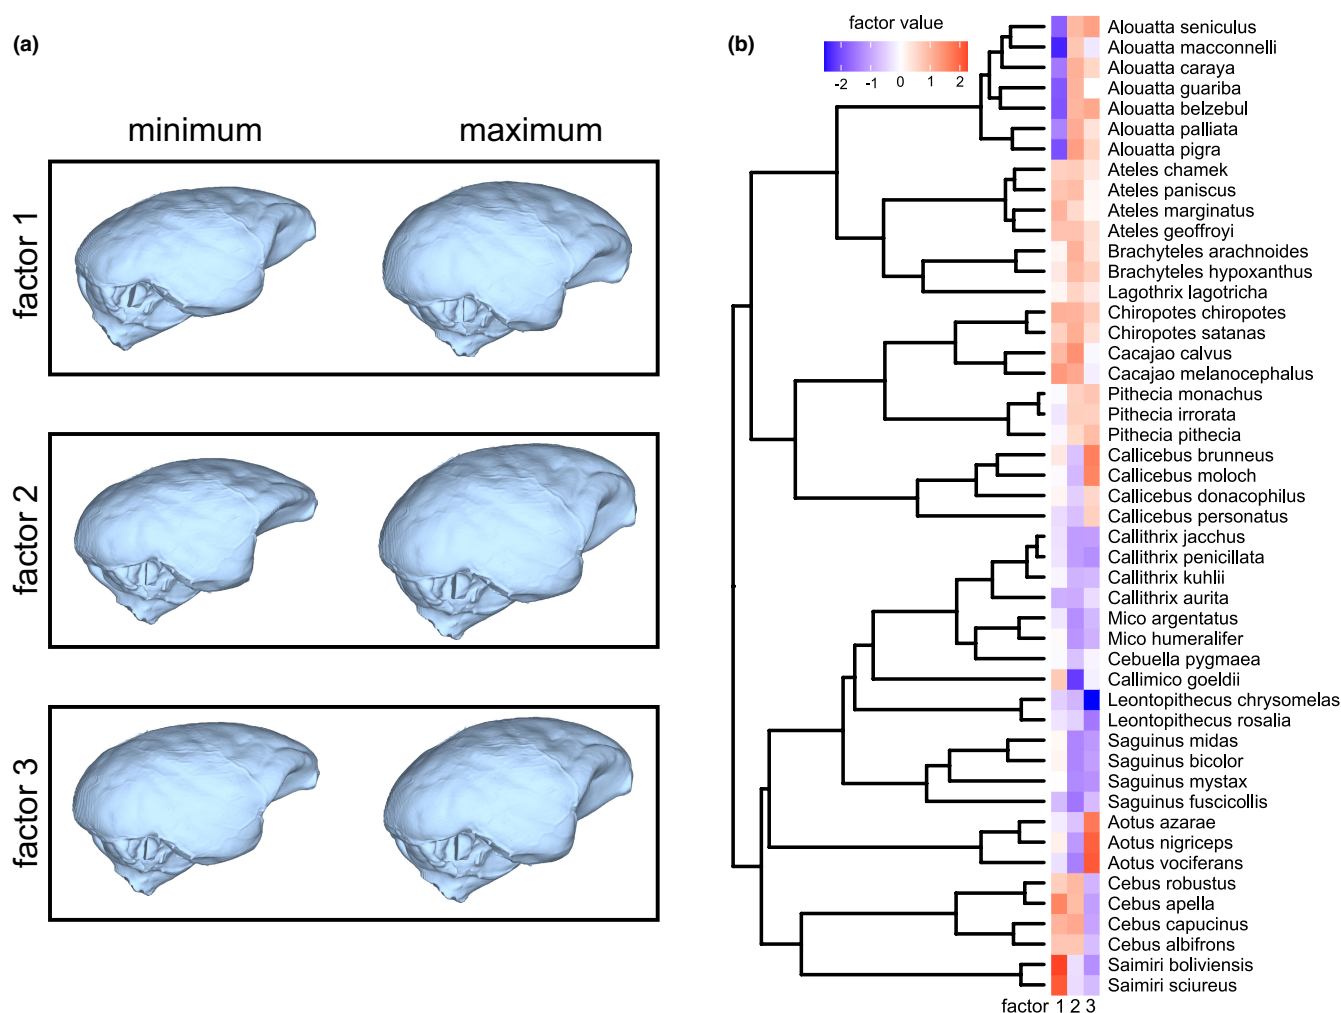 (a)
minimum maximum
factor 1
factor 2
factor 3
(b)
factor value
-2 -1 0 1 2
Alouatta seniculus
Alouatta macconnelli
Alouatta caraya
Alouatta guariba
Alouatta belzebul
Alouatta palliata
Alouatta pigra
Ateles chamek
Ateles paniscus
Ateles marginatus
Ateles geoffroyi
Brachyteles arachnoides
Brachyteles hypoxanthus
Lagothrix lagotricha
Chiropotes chiropotes
Chiropotes satanas
Cacajao calvus
Cacajao melanocephalus
Pithecia monachus
Pithecia irrorata
Pithecia pithecia
Callicebus brunneus
Callicebus moloch
Callicebus donacophilus
Callicebus personatus
Callithrix jacchus
Callithrix penicillata
Callithrix kuhlii
Callithrix aurita
Mico argentatus
Mico humeralifer
Cebuella pygmaea
Callimico goeldii
Leontopithecus chrysomelas
Leontopithecus rosalia
Saguinus midas
Saguinus bicolor
Saguinus mystax
Saguinus fuscicollis
Aotus azarae
Aotus nigriceps
Aotus vociferans
Cebus robustus
Cebus apella
Cebus capucinus
Cebus albifrons
Saimiri boliviensis
Saimiri sciureus
factor 1 2 3